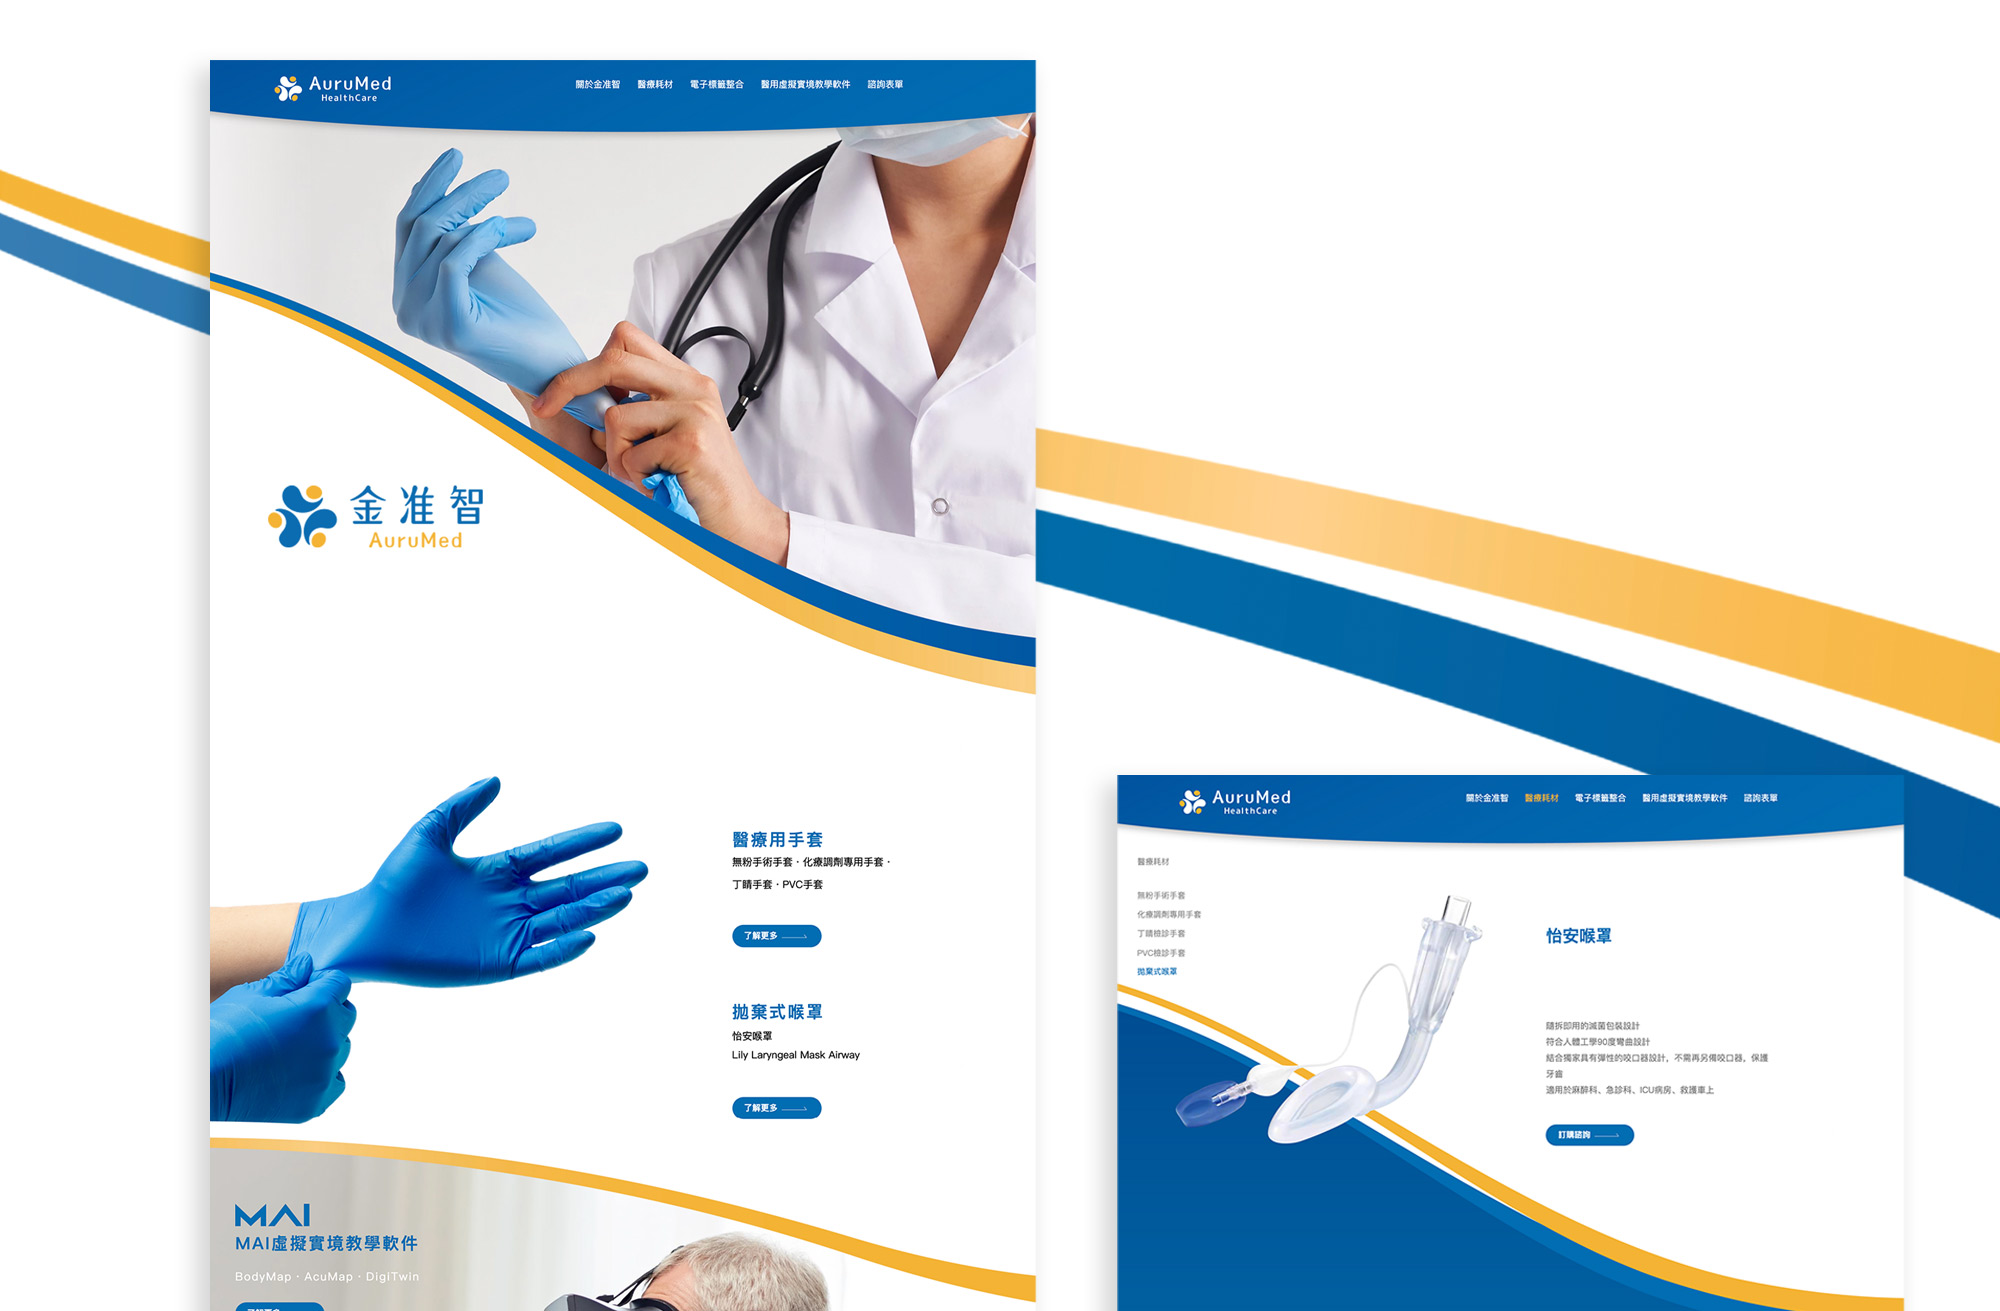 AuruMed
HealthCare
關於金准智 醫療耗材 電子標籤整合 醫用虛擬實境教學軟件 諮詢表單
金准智
AuruMed
醫療用手套
無粉手術手套・化療調劑專用手套・
丁腈手套・PVC手套
了解更多
拋棄式喉罩
怡安喉罩
Lily Laryngeal Mask Airway
了解更多
MAI
MAI虛擬實境教學軟件
BodyMap・AcuMap・DigiTwin
AuruMed
HealthCare
關於金准智 醫療耗材 電子標籤整合 醫用虛擬實境教學軟件 諮詢表單
醫療耗材
無粉手術手套
化療調劑專用手套
丁腈檢診手套
PVC檢診手套
拋棄式喉罩
怡安喉罩
隨拆即用的滅菌包裝設計
符合人體工學90度彎曲設計
結合獨家具有彈性的咬口器設計，不需再另備咬口器，保護
牙齒
適用於麻醉科、急診科、ICU病房、救護車上
訂購諮詢